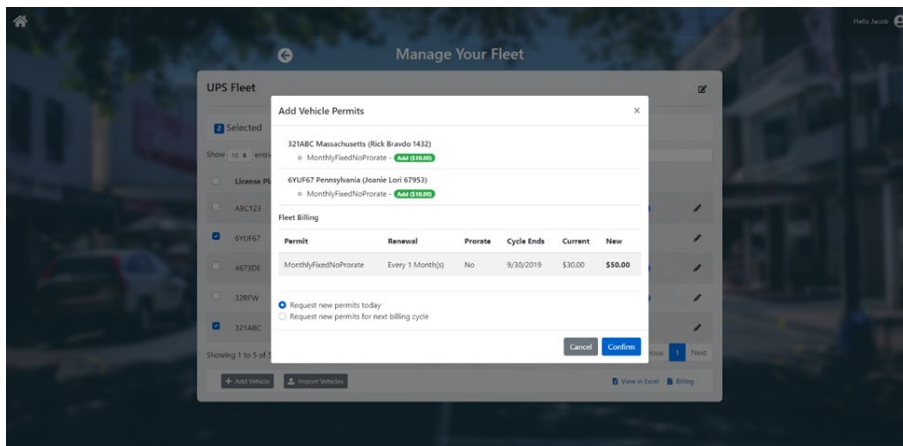 Hello Jacob
Manage Your Fleet
UPS Fleet
2 Selected
Show 10 entri
License Pl
ABC123
6YUF67
4673DE
32RFW
321ABC
Showing 1 to 5 of 5
Add Vehicle Permits ×
321ABC Massachusetts (Rick Bravdo 1432)
MonthlyFixedNoProrate - Add ($10.00)
6YUF67 Pennsylvania (Joanie Lori 67953)
MonthlyFixedNoProrate - Add ($10.00)
Fleet Billing
Permit Renewal Prorate Cycle Ends Current New
MonthlyFixedNoProrate Every 1 Month(s) No 9/30/2019 $30.00 $50.00
Request new permits today
Request new permits for next billing cycle
Cancel Confirm
ious 1 Next
+ Add Vehicle Import Vehicles View in Excel Billing